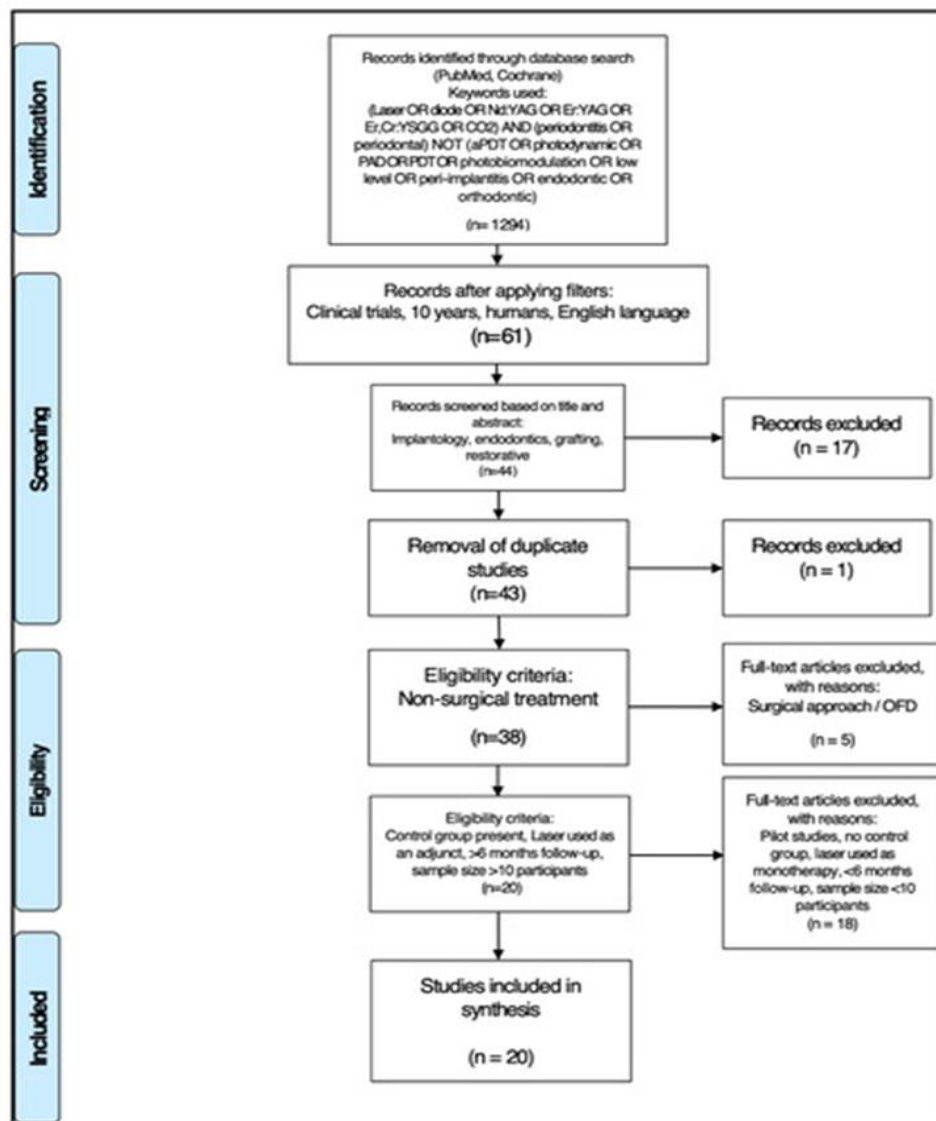 Identification
Records identified through database search
(PubMed, Cochrane)
Keywords used:
(Laser OR diode OR Nd:YAG OR Er:YAG OR
Er,Cr:YSGG OR CO2) AND (periodontitis OR
periodontal) NOT (aPDT OR photodynamic OR
PAD OR PDT OR photobiomodulation OR low
level OR peri-implantitis OR endodontic OR
orthodontic)
(n= 1294)
Screening
Records after applying filters:
Clinical trials, 10 years, humans, English language
(n=61)
Records screened based on title and
abstract:
Implantology, endodontics, grafting,
restorative
(n=44)
Records excluded
(n = 17)
Removal of duplicate
studies
(n=43)
Records excluded
(n = 1)
Eligibility
Eligibility criteria:
Non-surgical treatment
(n=38)
Full-text articles excluded,
with reasons:
Surgical approach / OFD
(n = 5)
Eligibility criteria:
Control group present, Laser used as
an adjunct, >6 months follow-up,
sample size >10 participants
(n=20)
Full-text articles excluded,
with reasons:
Pilot studies, no control
group, laser used as
monotherapy, <6 months
follow-up, sample size <10
participants
(n = 18)
Included
Studies included in
synthesis
(n = 20)